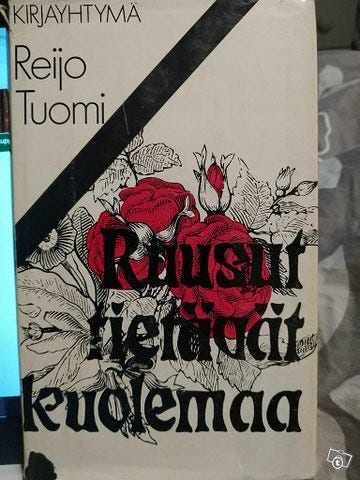 KIRJAYHTYMÄ
Reijo
Tuomi
Ruusut
tietävät
kuolemaa